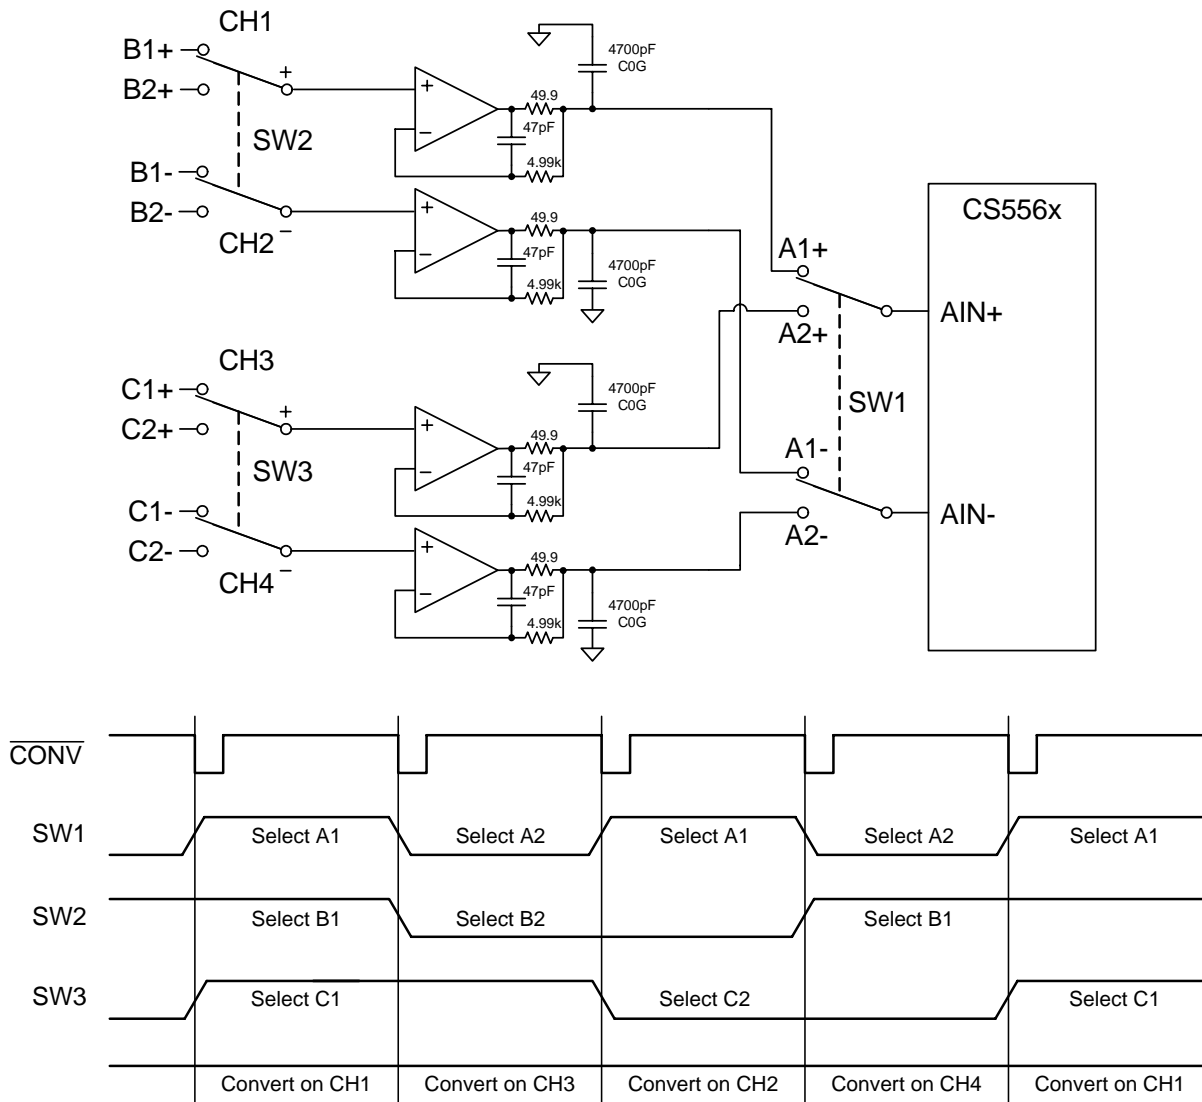 CH1
B1+
+
B2+
SW2
B1-
B2-
CH2
−
+
−
49.9
47pF
4.99k
4700pF
C0G
+
−
49.9
47pF
4.99k
4700pF
C0G
CH3
C1+
+
C2+
SW3
C1-
C2-
CH4
−
+
−
49.9
47pF
4.99k
4700pF
C0G
+
−
49.9
47pF
4.99k
4700pF
C0G
A1+
A2+
SW1
A1-
A2-
CS556x
AIN+
AIN-
CONV
SW1 Select A1 Select A2 Select A1 Select A2 Select A1
SW2 Select B1 Select B2 Select B1
SW3 Select C1 Select C2 Select C1
Convert on CH1 Convert on CH3 Convert on CH2 Convert on CH4 Convert on CH1